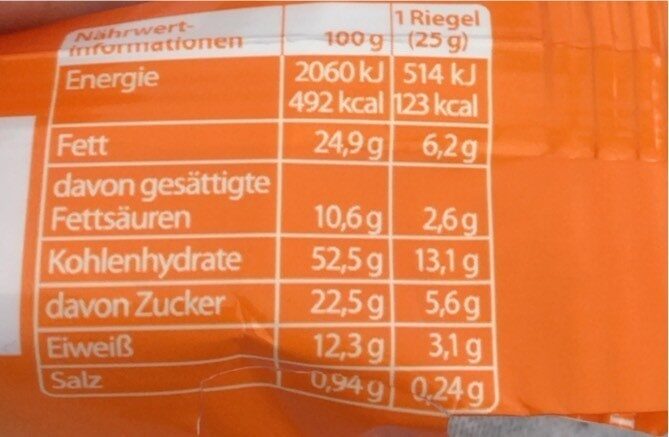 Nährwert- 1 Riegel
informationen 100 g (25 g)
Energie 2060 kJ 514 kJ
492 kcal 123 kcal
Fett 24,9 g 6,2 g
davon gesättigte
Fettsäuren 10,6 g 2,6 g
Kohlenhydrate 52,5 g 13,1 g
davon Zucker 22,5 g 5,6 g
Eiweiß 12,3 g 3,1 g
Salz 0,94 g 0,24 g